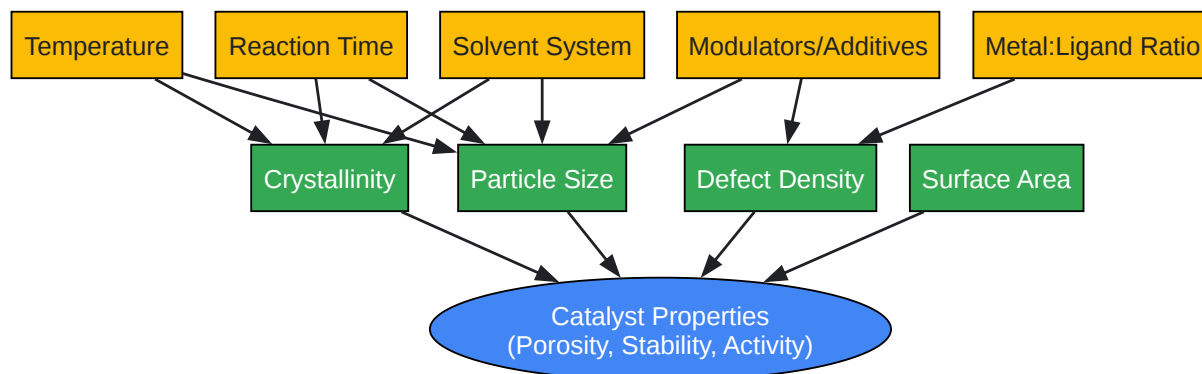 Temperature
Reaction Time
Solvent System
Modulators/Additives
Metal:Ligand Ratio
Crystallinity
Particle Size
Defect Density
Surface Area
Catalyst Properties
(Porosity, Stability, Activity)